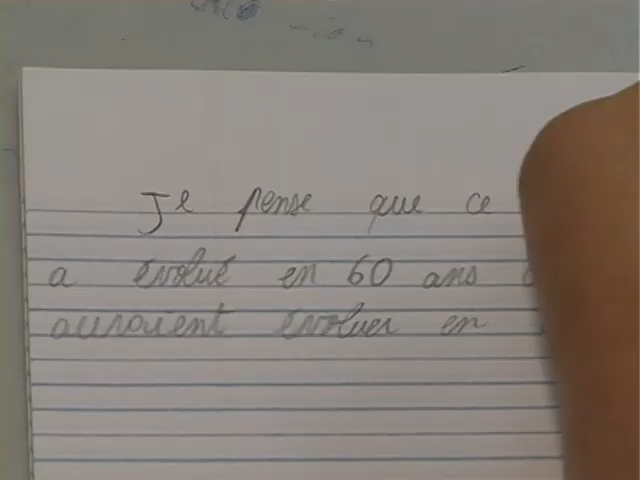 Je pense que ce
a évolué en 60 ans
auraient évoluer en